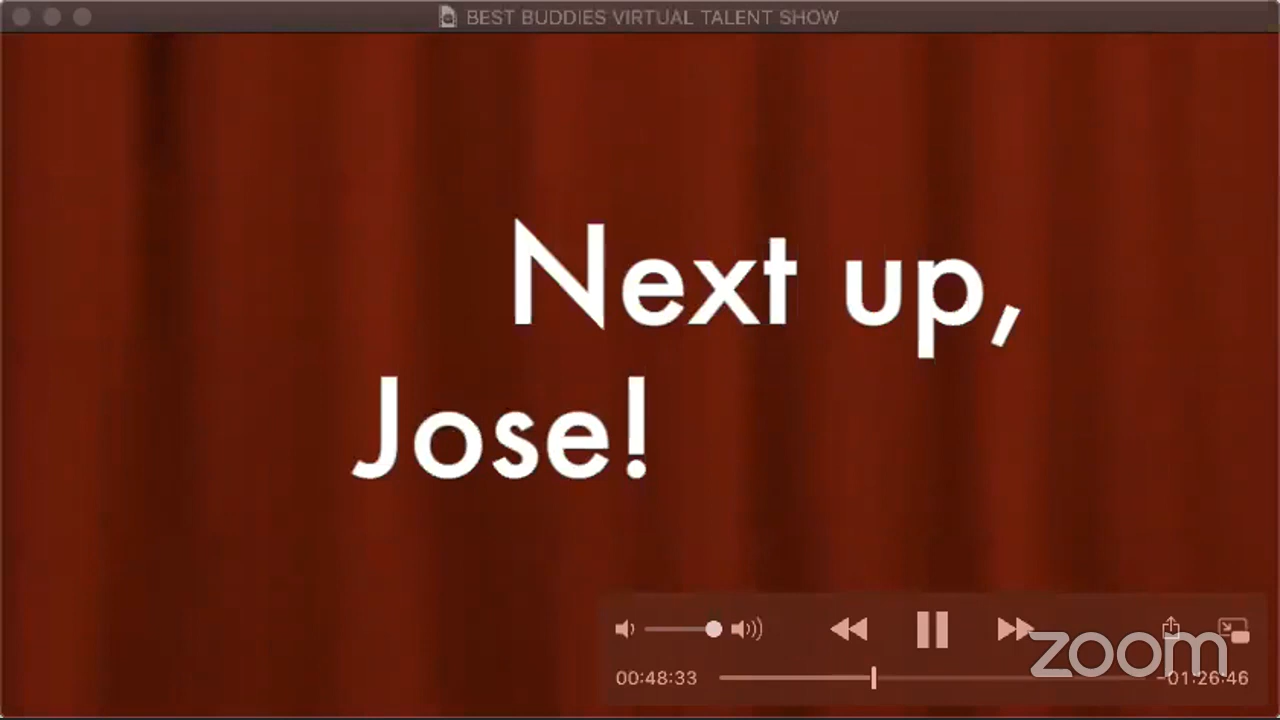 BEST BUDDIES VIRTUAL TALENT SHOW
Next up,
Jose!
zoom
00:48:33
-01:26:46